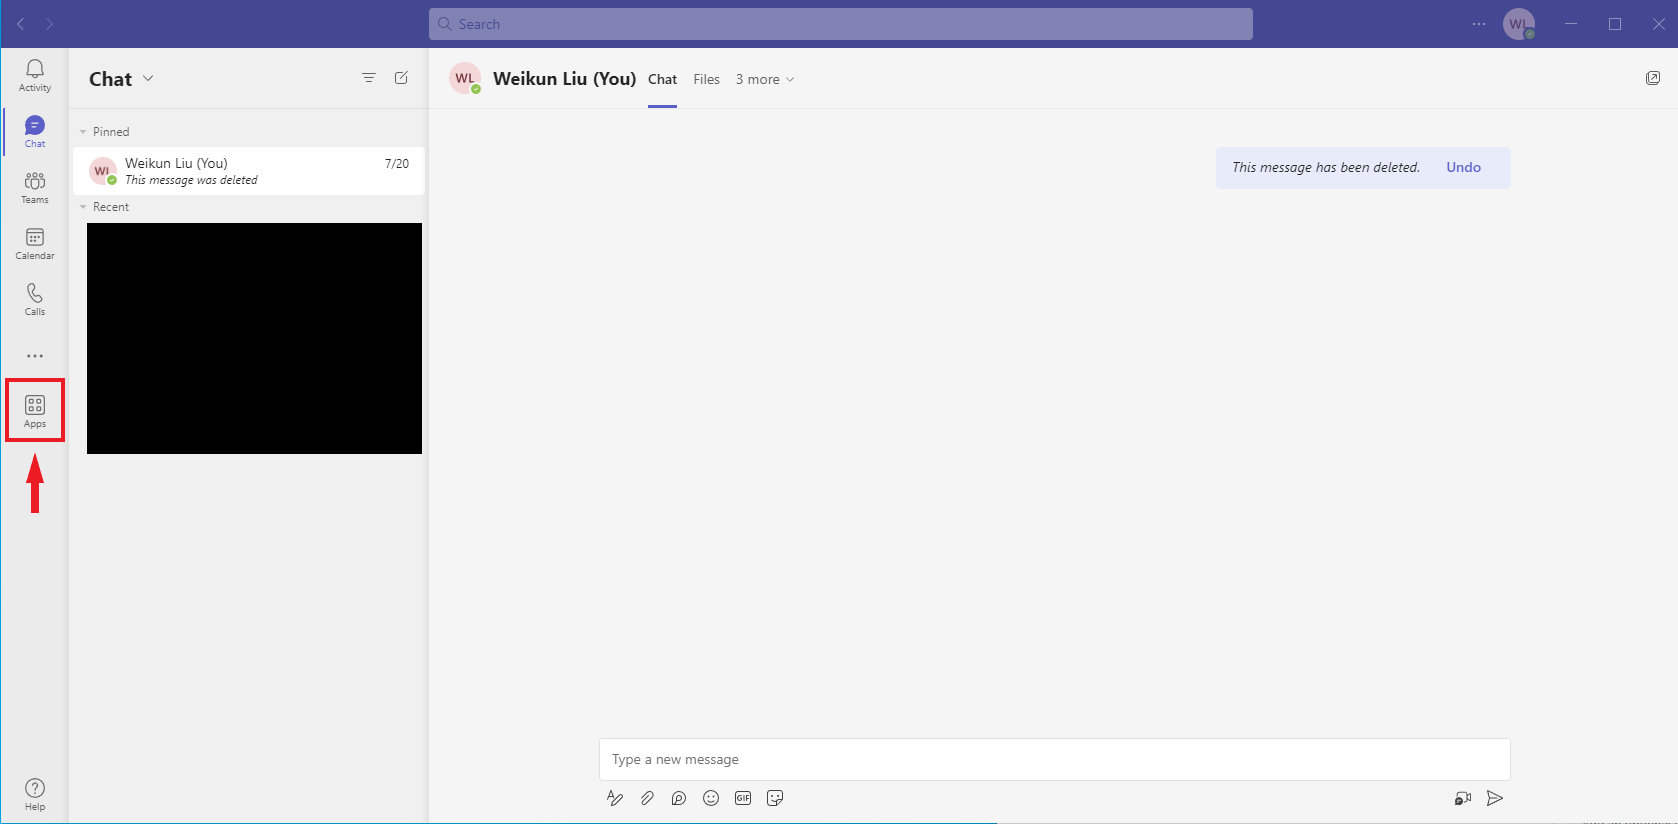 Search
WL
Activity
Chat
Teams
Calendar
Calls
Apps
Help
Chat
Pinned
WL
Weikun Liu (You)
7/20
This message was deleted
Recent
WL
Weikun Liu (You)
Chat
Files
3 more
This message has been deleted.
Undo
Type a new message
GIF